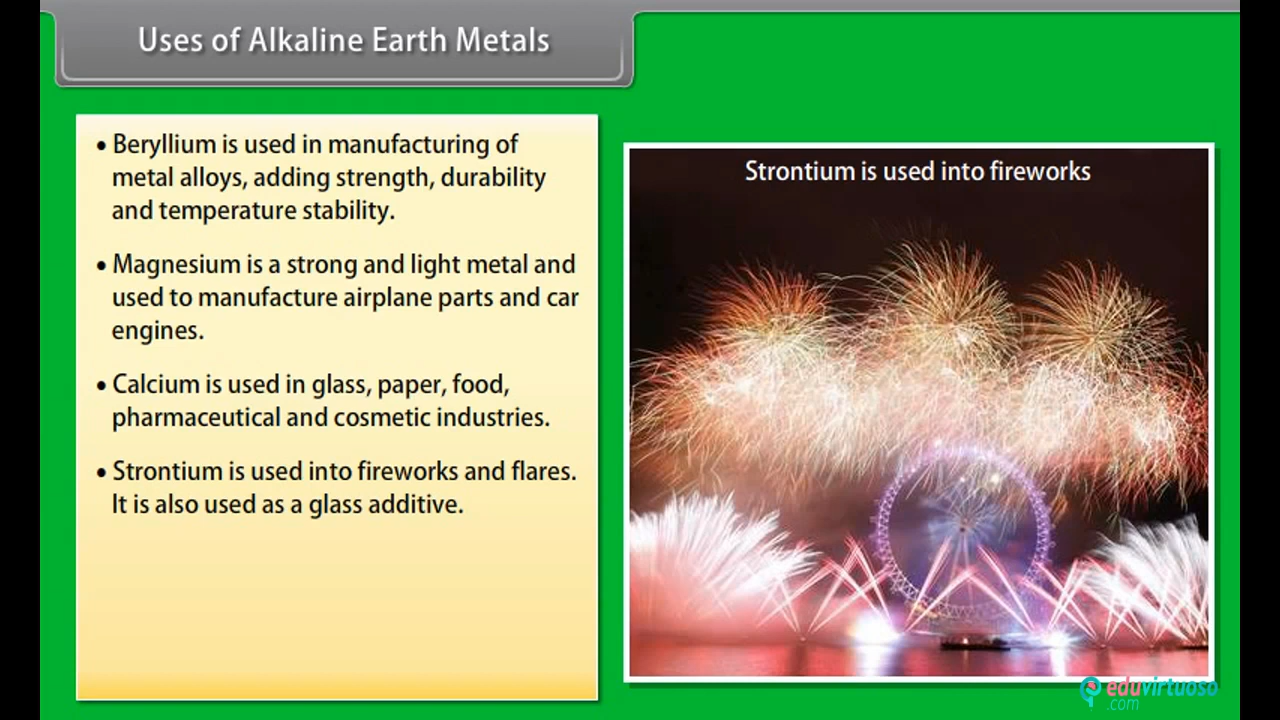 Uses of Alkaline Earth Metals
• Beryllium is used in manufacturing of
metal alloys, adding strength, durability
and temperature stability.
• Magnesium is a strong and light metal and
used to manufacture airplane parts and car
engines.
• Calcium is used in glass, paper, food,
pharmaceutical and cosmetic industries.
• Strontium is used into fireworks and flares.
It is also used as a glass additive.
Strontium is used into fireworks
eduvirtuoso
.com